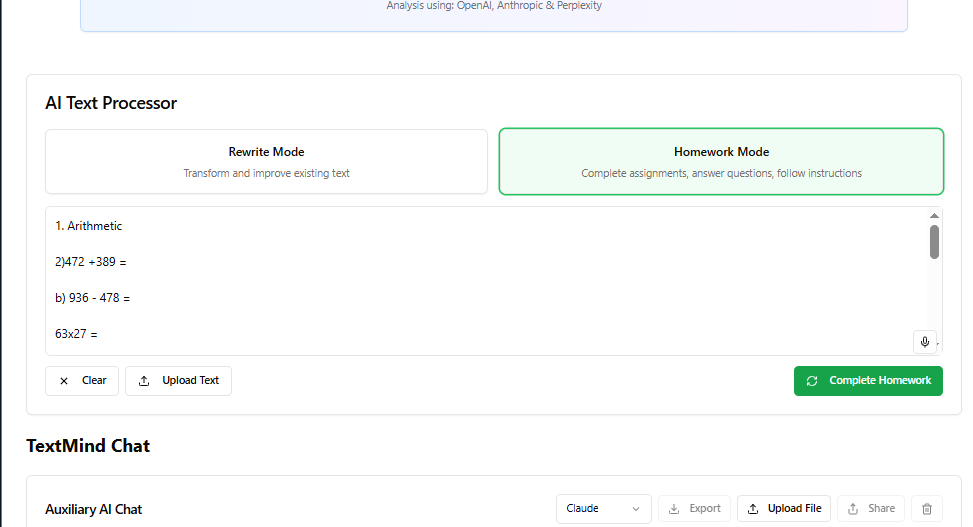 Analysis using: OpenAI, Anthropic & Perplexity
AI Text Processor
Rewrite Mode
Transform and improve existing text
Homework Mode
Complete assignments, answer questions, follow instructions
1. Arithmetic
2)472 +389 =
b) 936 - 478 =
63x27 =
Clear
Upload Text
Complete Homework
TextMind Chat
Auxiliary AI Chat
Claude
Export
Upload File
Share